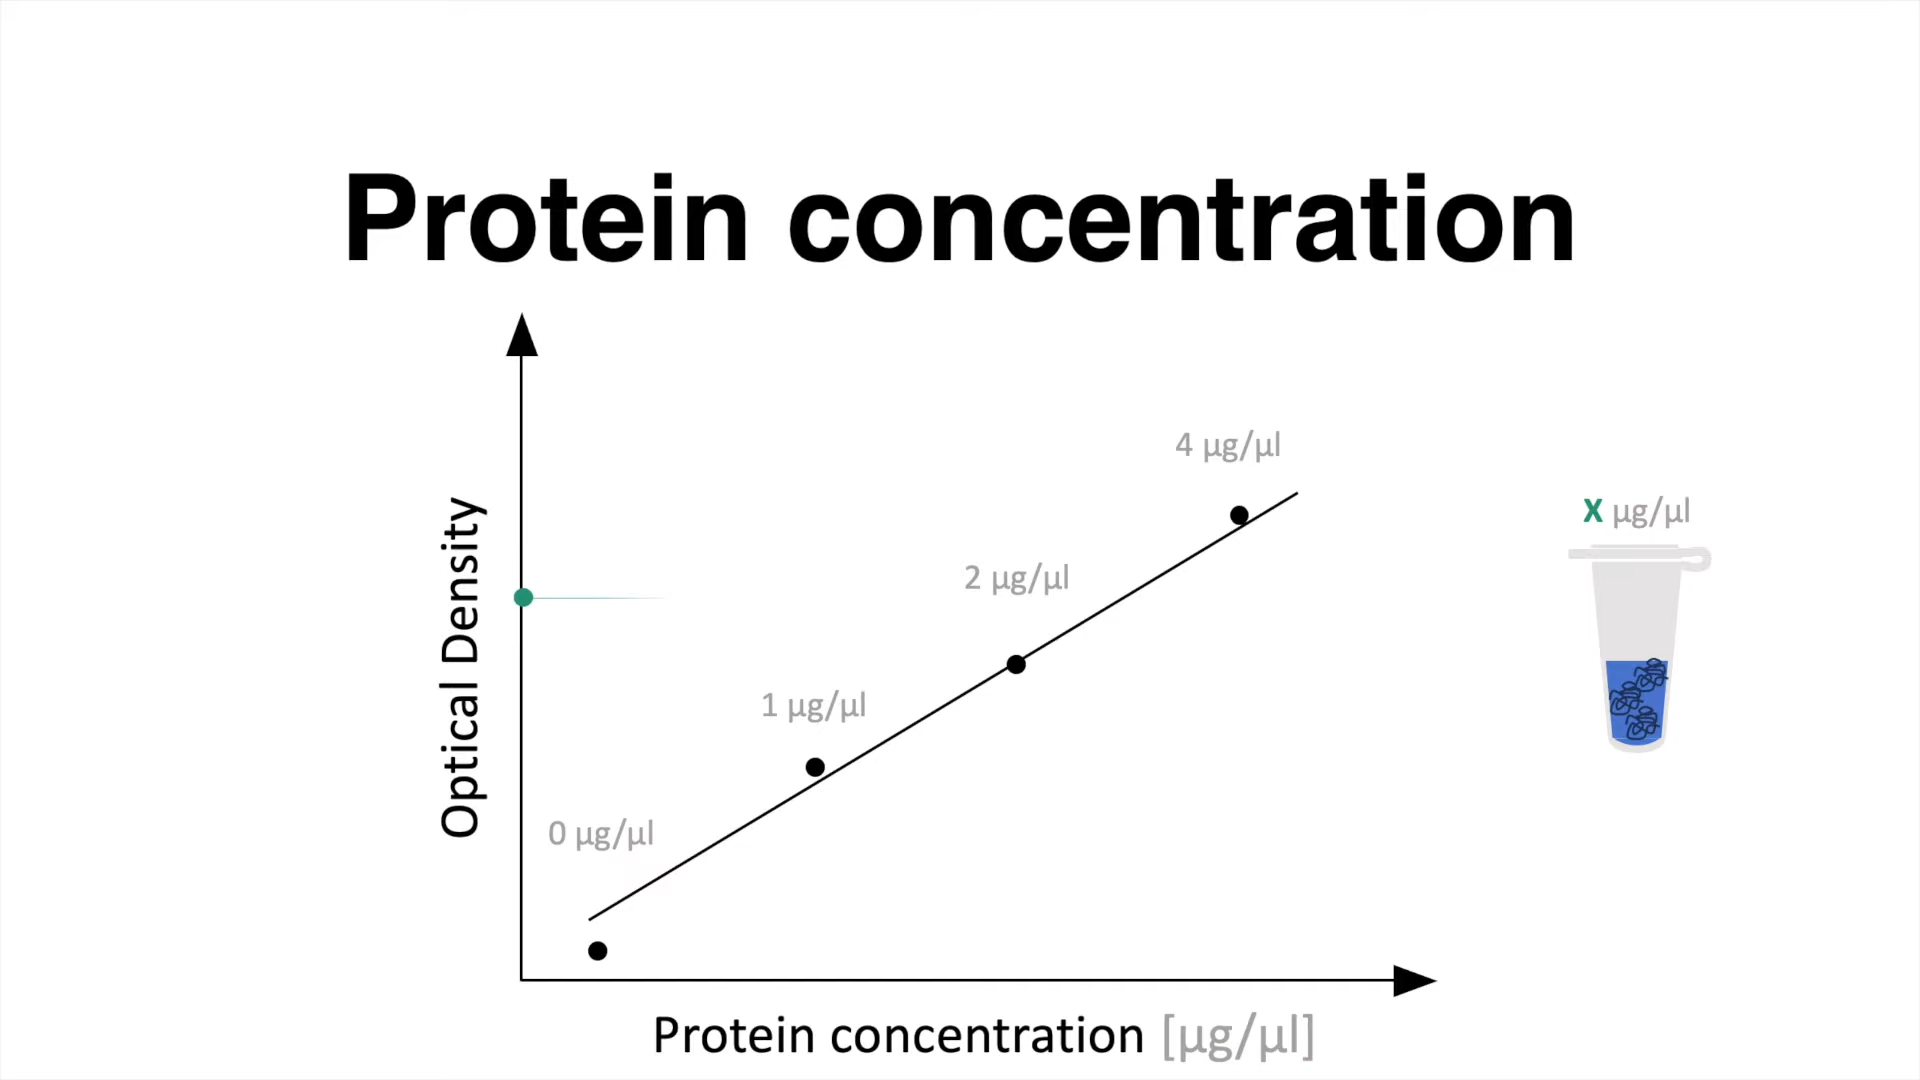 Protein concentration
4 µg/µl
X µg/µl
2 µg/µl
1 µg/µl
0 µg/µl
Optical Density
Protein concentration [µg/µl]